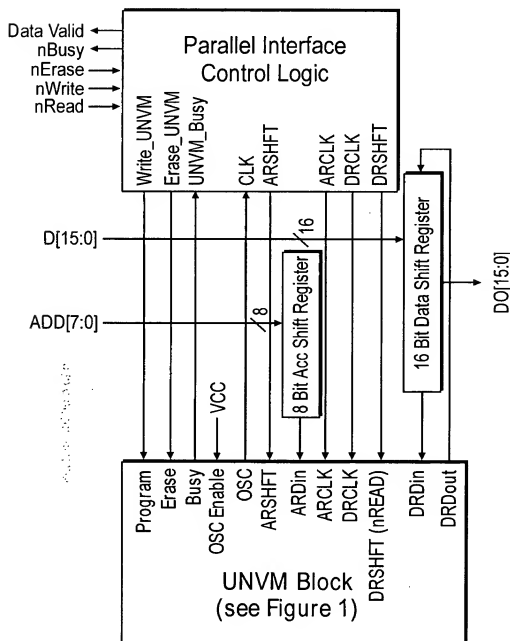 Data Valid
nBusy
nErase
nWrite
nRead
Parallel Interface
Control Logic
Write_UNVM
Erase_UNVM
UNVM_Busy
CLK
ARSHFT
ARCLK
DRCLK
DRSHFT
D[15:0]
16
16 Bit Data Shift Register
DO[15:0]
ADD[7:0]
8
8 Bit Acc Shift Register
VCC
Program
Erase
Busy
OSC Enable
OSC
ARSHFT
ARDin
ARCLK
DRCLK
DRSHFT (nREAD)
DRDin
DRDout
UNVM Block
(see Figure 1)